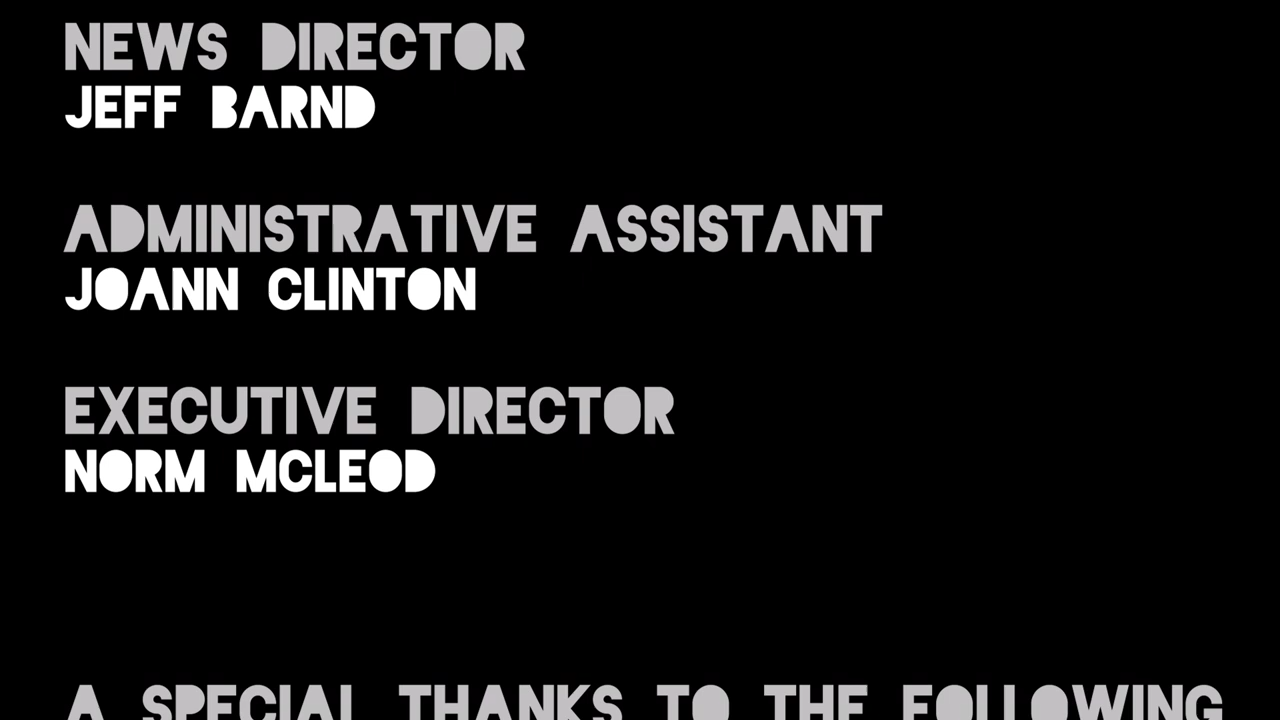 NEWS DIRECTOR
JEFF BARND
ADMINISTRATIVE ASSISTANT
JOANN CLINTON
EXECUTIVE DIRECTOR
NORM MCLEOD
A SPECIAL THANKS TO THE FOLLOWING